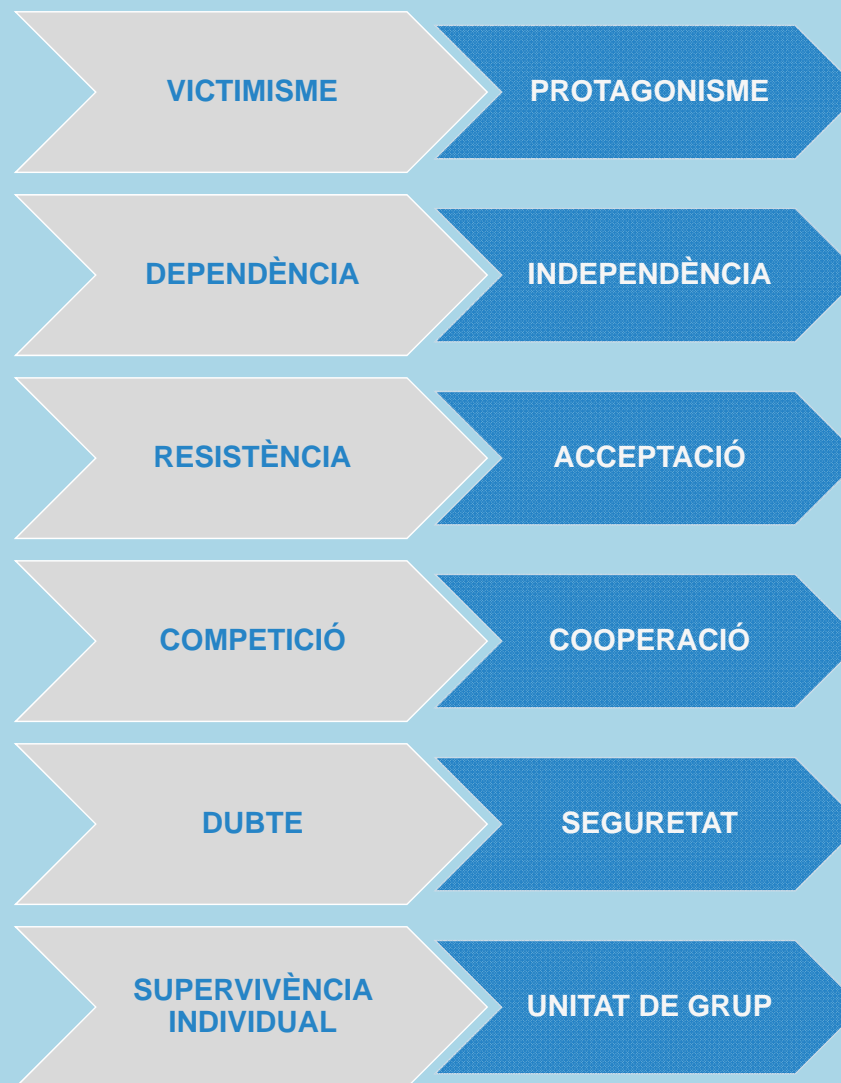 VICTIMISME
PROTAGONISME
DEPENDÈNCIA
INDEPENDÈNCIA
RESISTÈNCIA
ACCEPTACIÓ
COMPETICIÓ
COOPERACIÓ
DUBTE
SEGURETAT
SUPERVIVÈNCIA
INDIVIDUAL
UNITAT DE GRUP